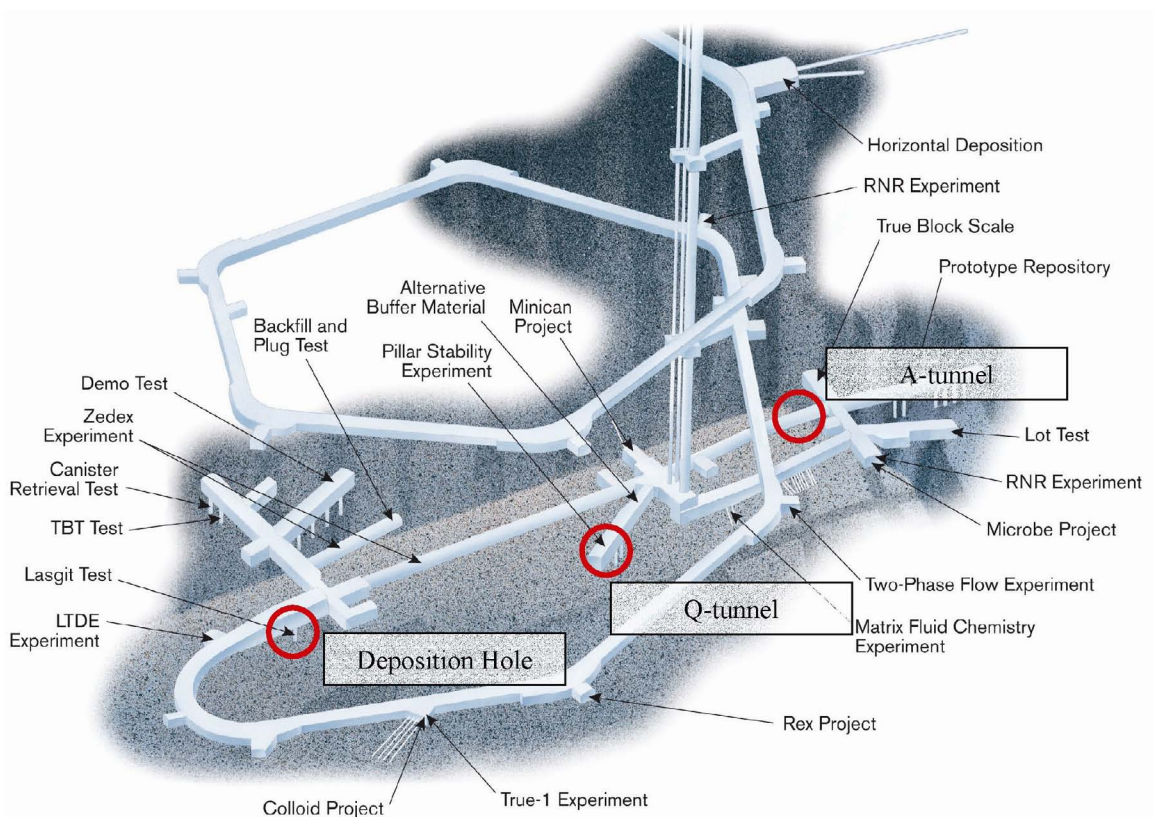 Horizontal Deposition
RNR Experiment
True Block Scale
Prototype Repository
Alternative
Buffer Material
Minican
Project
Backfill and
Plug Test
Pillar Stability
Experiment
A-tunnel
Demo Test
Zedex
Experiment
Canister
Retrieval Test
TBT Test
Lot Test
RNR Experiment
Microbe Project
Lasgit Test
LTDE
Experiment
Two-Phase Flow Experiment
Q-tunnel
Matrix Fluid Chemistry
Experiment
Deposition Hole
Rex Project
True-1 Experiment
Colloid Project